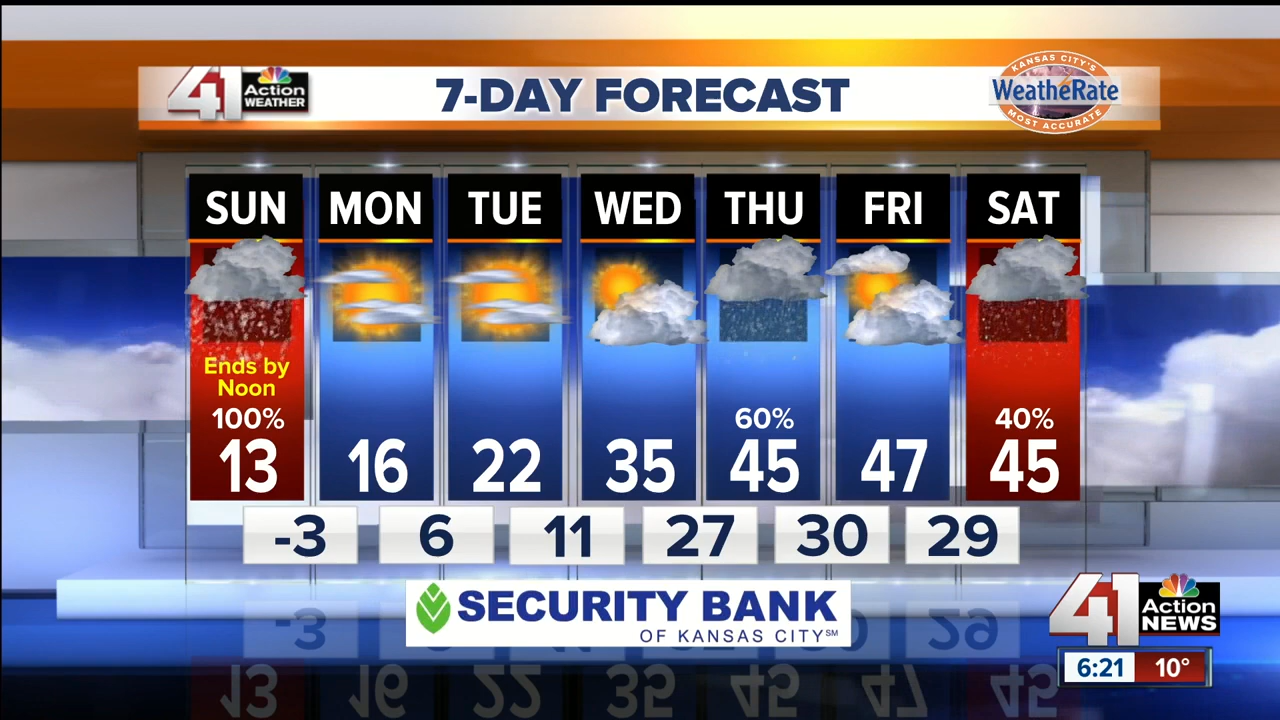 41
Action
WEATHER
7-DAY FORECAST
KANSAS CITY'S
WeatheRate
MOST ACCURATE
SUN MON TUE WED THU FRI SAT
Ends by
Noon
100% 60% 40%
13 16 22 35 45 47 45
-3 6 11 27 30 29
SECURITY BANK
OF KANSAS CITY SM
41
Action
NEWS
6:21 10°